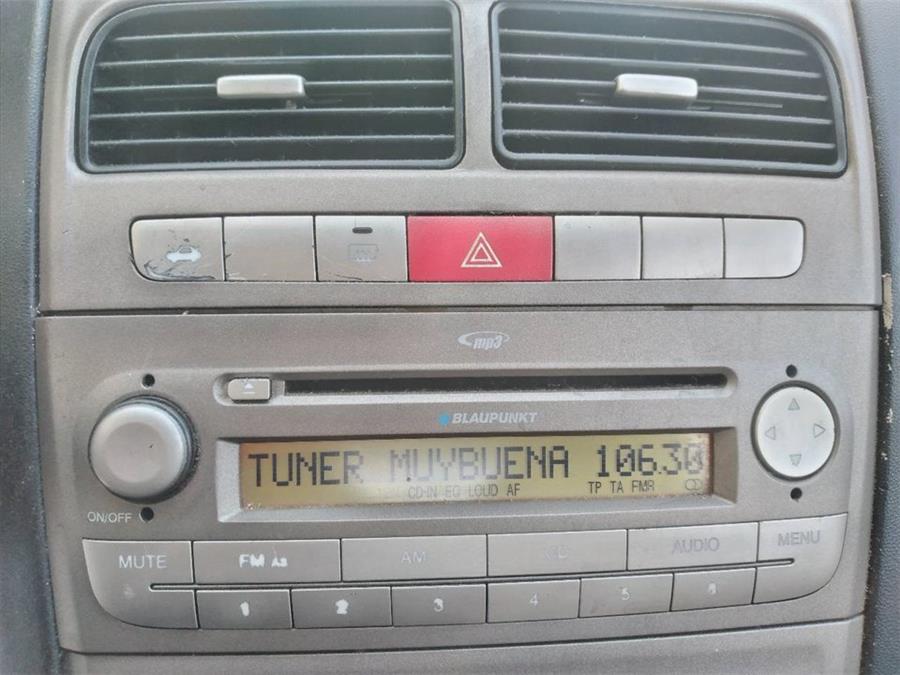 mp3
BLAUPUNKT
TUNER MUYBUENA 106.30
CD-IN EQ LOUD AF TP TA FMR
ON/OFF
MUTE FM AS AM CD AUDIO MENU
1 2 3 4 5 6